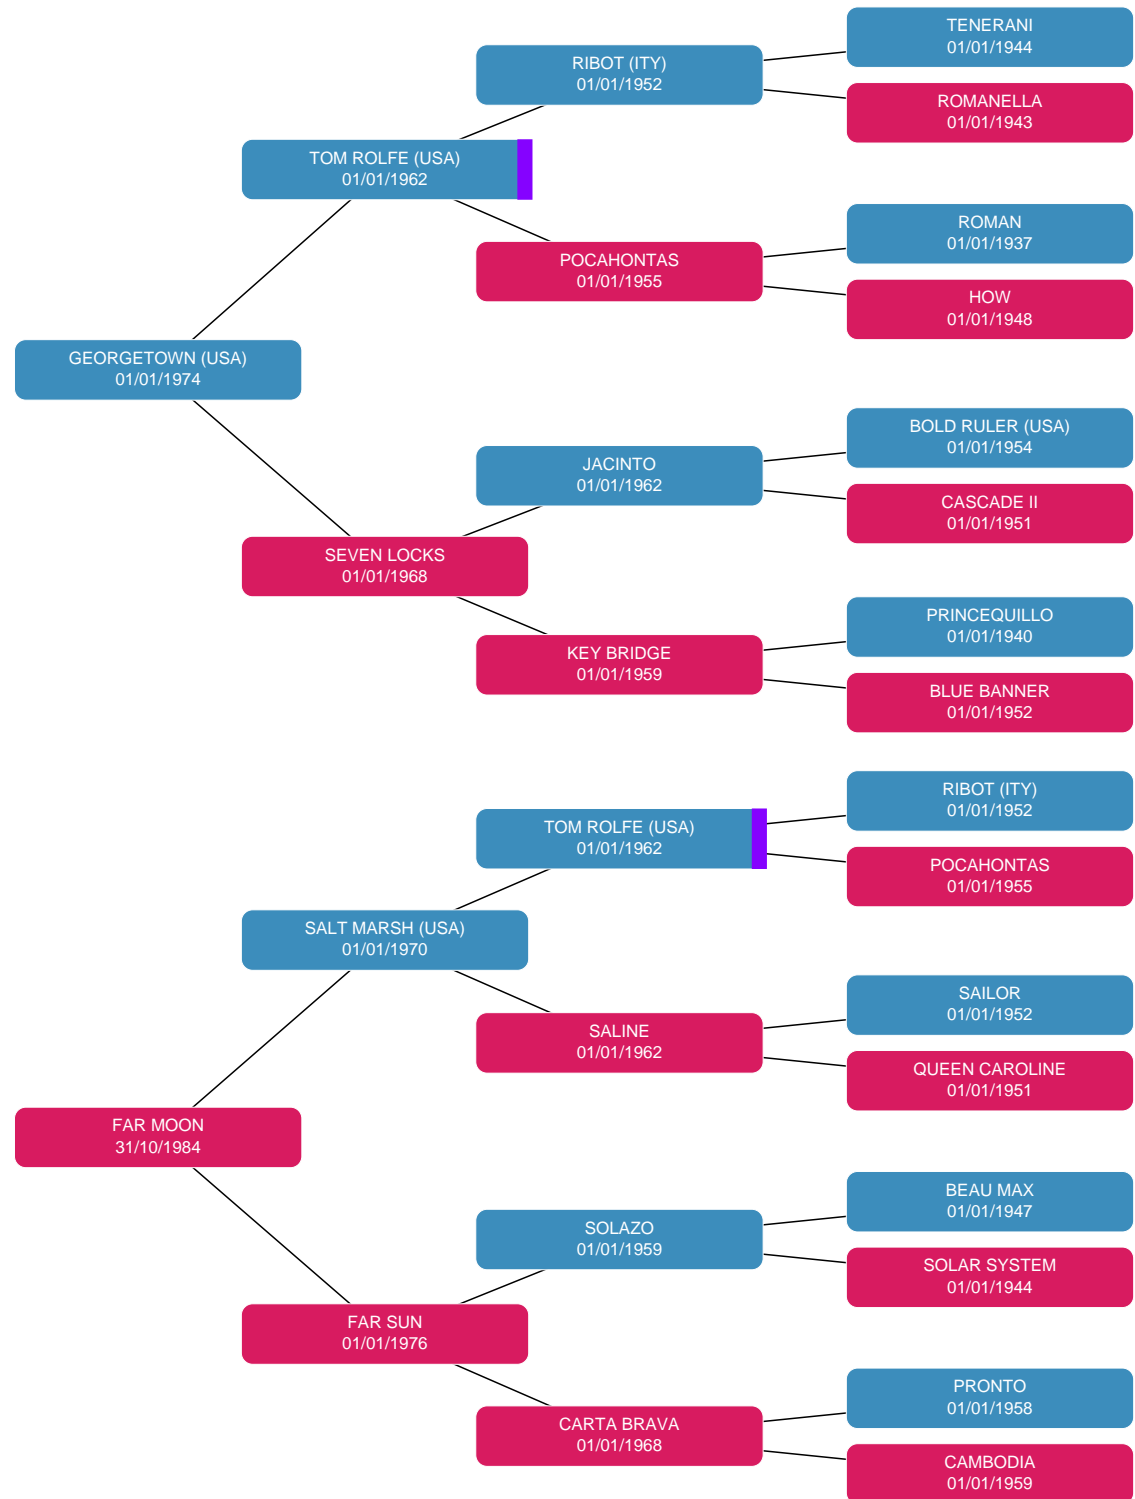 TENERANI
01/01/1944
RIBOT (ITY)
01/01/1952
ROMANELLA
01/01/1943
TOM ROLFE (USA)
01/01/1962
ROMAN
01/01/1937
POCAHONTAS
01/01/1955
HOW
01/01/1948
GEORGETOWN (USA)
01/01/1974
BOLD RULER (USA)
01/01/1954
JACINTO
01/01/1962
CASCADE II
01/01/1951
SEVEN LOCKS
01/01/1968
PRINCEQUILLO
01/01/1940
KEY BRIDGE
01/01/1959
BLUE BANNER
01/01/1952
RIBOT (ITY)
01/01/1952
TOM ROLFE (USA)
01/01/1962
POCAHONTAS
01/01/1955
SALT MARSH (USA)
01/01/1970
SAILOR
01/01/1952
SALINE
01/01/1962
QUEEN CAROLINE
01/01/1951
FAR MOON
31/10/1984
BEAU MAX
01/01/1947
SOLAZO
01/01/1959
SOLAR SYSTEM
01/01/1944
FAR SUN
01/01/1976
PRONTO
01/01/1958
CARTA BRAVA
01/01/1968
CAMBODIA
01/01/1959